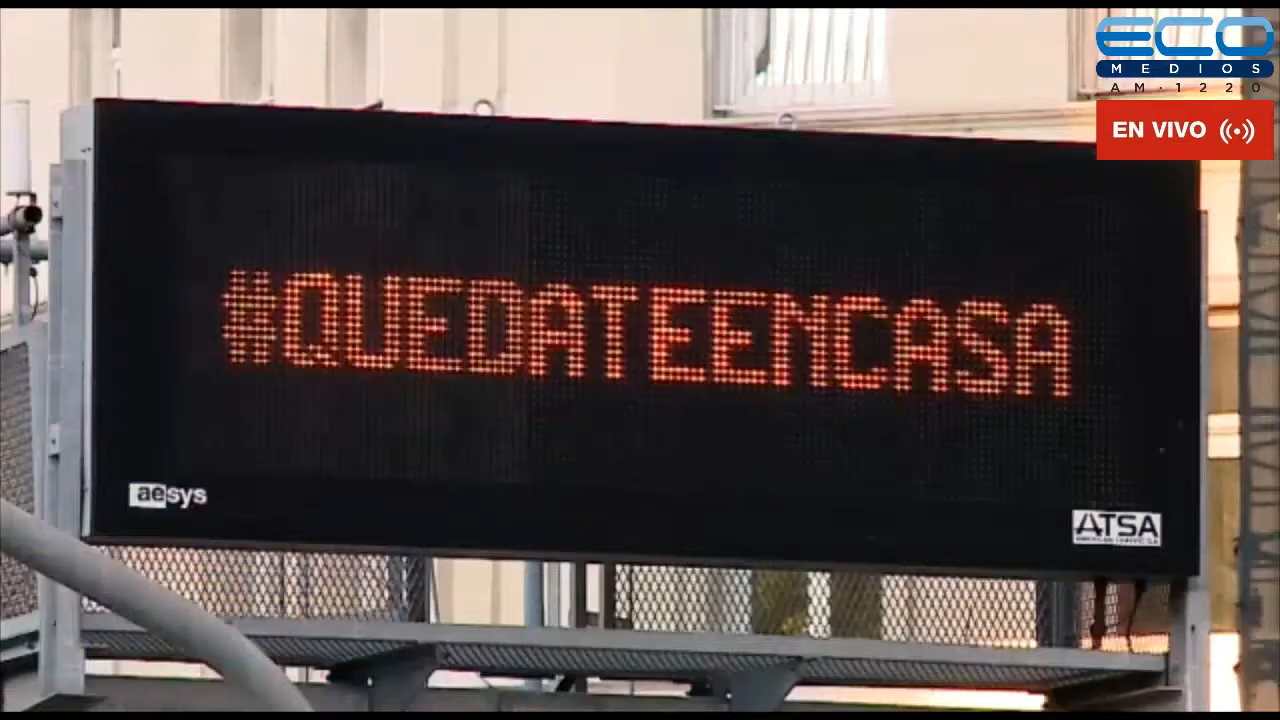 ECO
MEDIOS
AM·1220
EN VIVO
#QUEDATEENCASA
aesys
ATSA